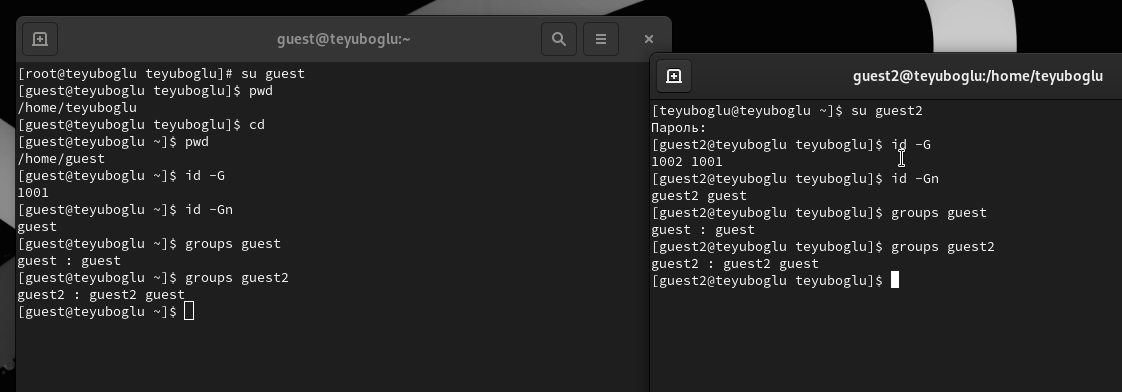 guest@teyuboglu:~
[root@teyuboglu teyuboglu]# su guest
[guest@teyuboglu teyuboglu]$ pwd
/home/teyuboglu
[guest@teyuboglu teyuboglu]$ cd
[guest@teyuboglu ~]$ pwd
/home/guest
[guest@teyuboglu ~]$ id -G
1001
[guest@teyuboglu ~]$ id -Gn
guest
[guest@teyuboglu ~]$ groups guest
guest : guest
[guest@teyuboglu ~]$ groups guest2
guest2 : guest2 guest
[guest@teyuboglu ~]$
guest2@teyuboglu:/home/teyuboglu
[teyuboglu@teyuboglu ~]$ su guest2
Пароль:
[guest2@teyuboglu teyuboglu]$ id -G
1002 1001
[guest2@teyuboglu teyuboglu]$ id -Gn
guest2 guest
[guest2@teyuboglu teyuboglu]$ groups guest
guest : guest
[guest2@teyuboglu teyuboglu]$ groups guest2
guest2 : guest2 guest
[guest2@teyuboglu teyuboglu]$